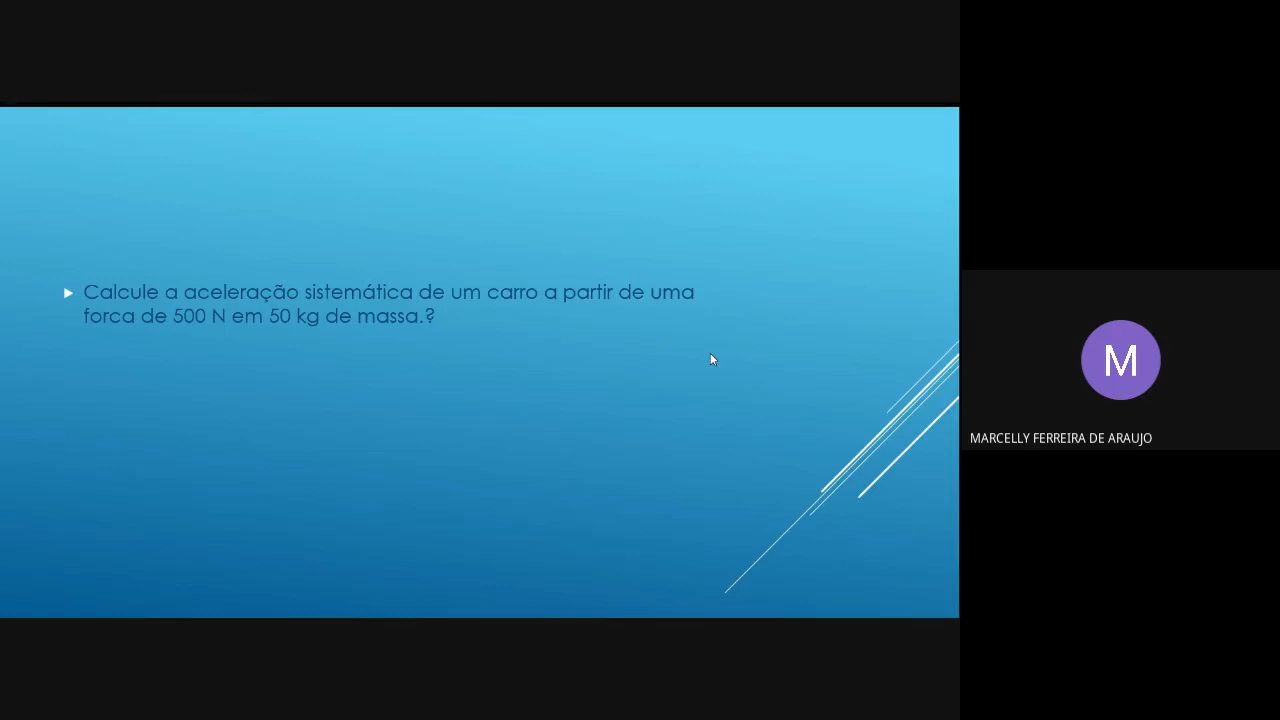 Calcule a aceleração sistemática de um carro a partir de uma
forca de 500 N em 50 kg de massa.?
M
MARCELLY FERREIRA DE ARAUJO